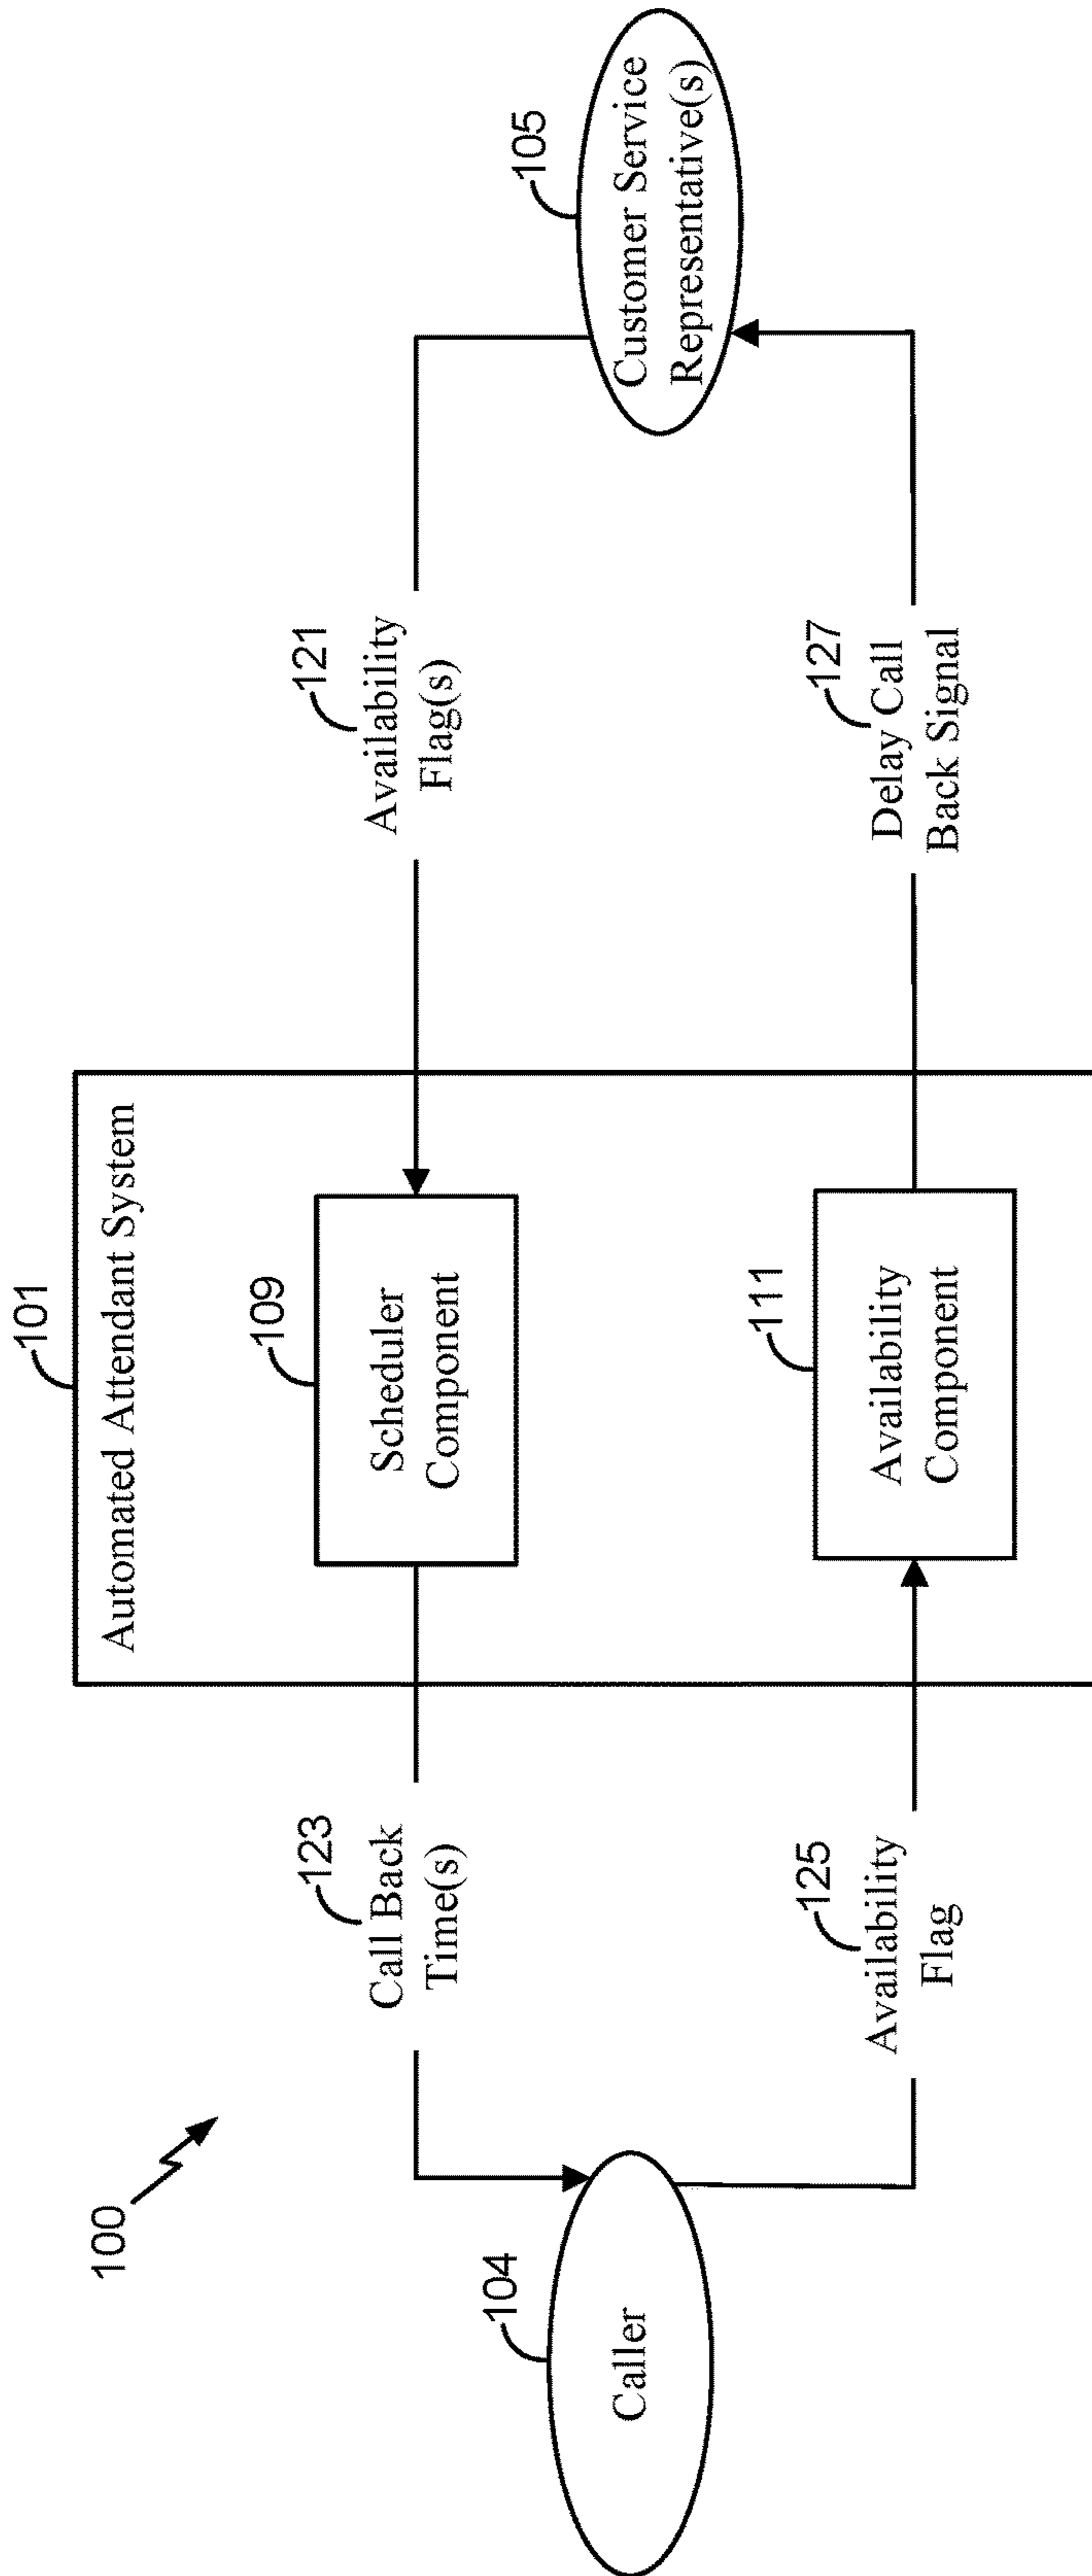 100
101
Automated Attendant System
104
Caller
123
Call Back
Time(s)
109
Scheduler
Component
121
Availability
Flag(s)
105
Customer Service
Representative(s)
125
Availability
Flag
111
Availability
Component
127
Delay Call
Back Signal